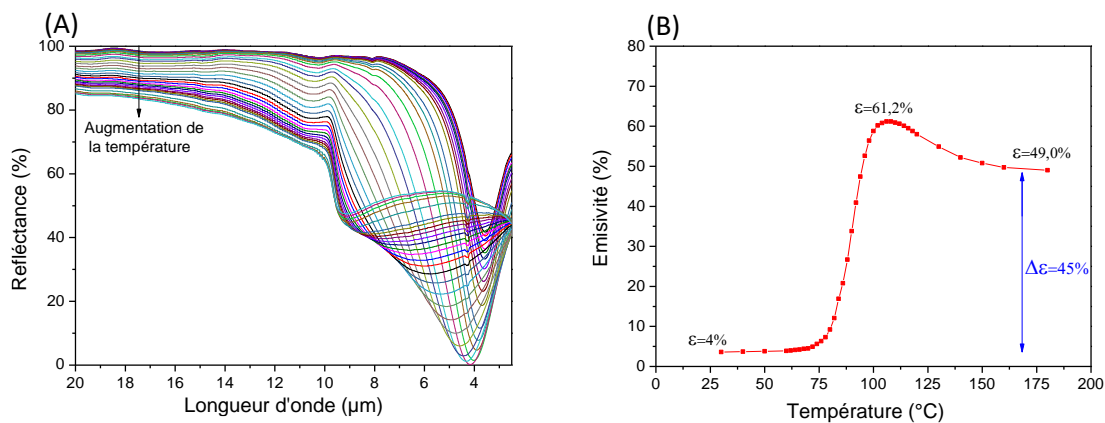 (A)
100
80
60
40
20
0
20 18 16 14 12 10 8 6 4
Refléctance (%)
Longueur d'onde (µm)
Augmentation de
la température
(B)
80
70
60
50
40
30
20
10
0
0 25 50 75 100 125 150 175 200
Emisivité (%)
Température (°C)
ε=4%
ε=61,2%
ε=49,0%
Δε=45%